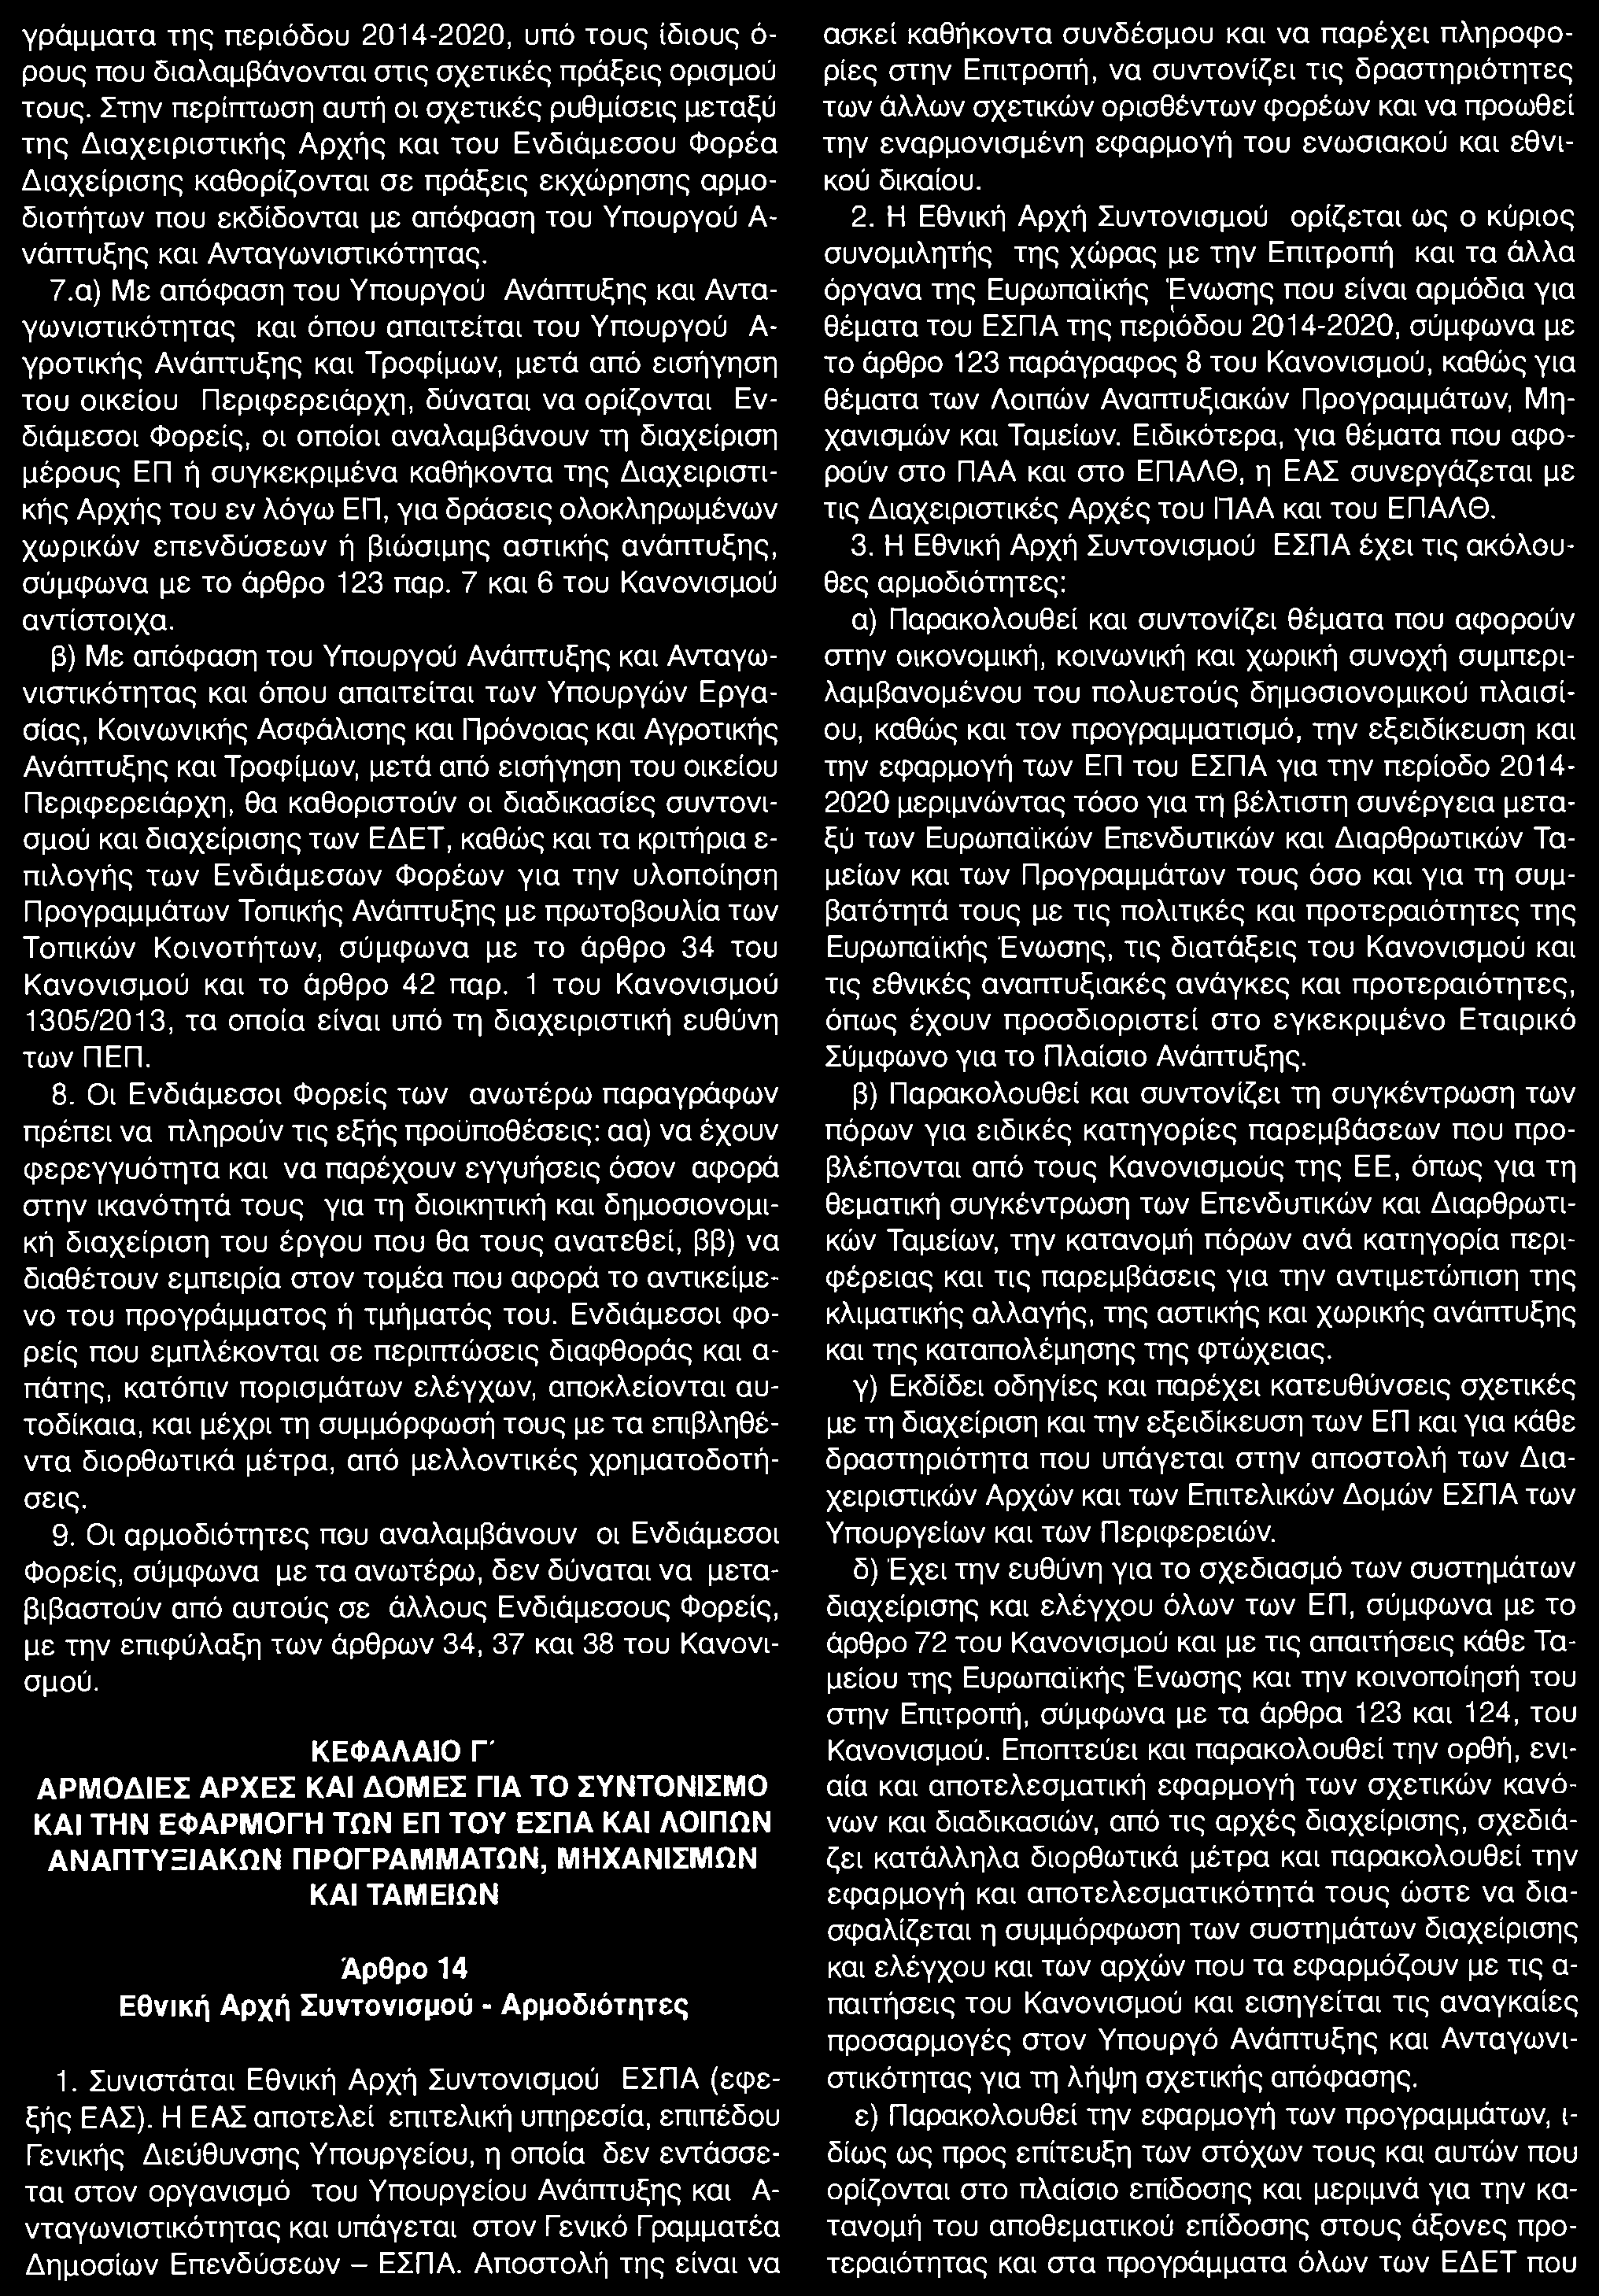 γράμματα της περιόδου 2014-2020, υπό τους ίδιους ό-
ρους που διαλαμβάνονται στις σχετικές πράξεις ορισμού
τους. Στην περίπτωση αυτή οι σχετικές ρυθμίσεις μεταξύ
της Διαχειριστικής Αρχής και του Ενδιάμεσου Φορέα
Διαχείρισης καθορίζονται σε πράξεις εκχώρησης αρμο-
διοτήτων που εκδίδονται με απόφαση του Υπουργού Α-
νάπτυξης και Ανταγωνιστικότητας.
7.α) Με απόφαση του Υπουργού Ανάπτυξης και Αντα-
γωνιστικότητας και όπου απαιτείται του Υπουργού Α-
γροτικής Ανάπτυξης και Τροφίμων, μετά από εισήγηση
του οικείου Περιφερειάρχη, δύναται να ορίζονται Εν-
διάμεσοι Φορείς, οι οποίοι αναλαμβάνουν τη διαχείριση
μέρους ΕΠ ή συγκεκριμένα καθήκοντα της Διαχειριστι-
κής Αρχής του εν λόγω ΕΠ, για δράσεις ολοκληρωμένων
χωρικών επενδύσεων ή βιώσιμης αστικής ανάπτυξης,
σύμφωνα με το άρθρο 123 παρ. 7 και 6 του Κανονισμού
αντίστοιχα.
β) Με απόφαση του Υπουργού Ανάπτυξης και Ανταγω-
νιστικότητας και όπου απαιτείται των Υπουργών Εργα-
σίας, Κοινωνικής Ασφάλισης και Πρόνοιας και Αγροτικής
Ανάπτυξης και Τροφίμων, μετά από εισήγηση του οικείου
Περιφερειάρχη, θα καθοριστούν οι διαδικασίες συντονι-
σμού και διαχείρισης των ΕΔΕΤ, καθώς και τα κριτήρια ε-
πιλογής των Ενδιάμεσων Φορέων για την υλοποίηση
Προγραμμάτων Τοπικής Ανάπτυξης με πρωτοβουλία των
Τοπικών Κοινοτήτων, σύμφωνα με το άρθρο 34 του
Κανονισμού και το άρθρο 42 παρ. 1 του Κανονισμού
1305/2013, τα οποία είναι υπό τη διαχειριστική ευθύνη
των ΠΕΠ.
8. Οι Ενδιάμεσοι Φορείς των ανωτέρω παραγράφων
πρέπει να πληρούν τις εξής προϋποθέσεις: αα) να έχουν
φερεγγυότητα και να παρέχουν εγγυήσεις όσον αφορά
στην ικανότητά τους για τη διοικητική και δημοσιονομι-
κή διαχείριση του έργου που θα τους ανατεθεί, ββ) να
διαθέτουν εμπειρία στον τομέα που αφορά το αντικείμε-
νο του προγράμματος ή τμήματός του. Ενδιάμεσοι φο-
ρείς που εμπλέκονται σε περιπτώσεις διαφθοράς και α-
πάτης, κατόπιν πορισμάτων ελέγχων, αποκλείονται αυ-
τοδίκαια, και μέχρι τη συμμόρφωσή τους με τα επιβληθέ-
ντα διορθωτικά μέτρα, από μελλοντικές χρηματοδοτή-
σεις.
9. Οι αρμοδιότητες που αναλαμβάνουν οι Ενδιάμεσοι
Φορείς, σύμφωνα με τα ανωτέρω, δεν δύναται να μετα-
βιβαστούν από αυτούς σε άλλους Ενδιάμεσους Φορείς,
με την επιφύλαξη των άρθρων 34, 37 και 38 του Κανονι-
σμού.
ΚΕΦΑΛΑΙΟ Γ΄
ΑΡΜΟΔΙΕΣ ΑΡΧΕΣ ΚΑΙ ΔΟΜΕΣ ΓΙΑ ΤΟ ΣΥΝΤΟΝΙΣΜΟ
ΚΑΙ ΤΗΝ ΕΦΑΡΜΟΓΗ ΤΩΝ ΕΠ ΤΟΥ ΕΣΠΑ ΚΑΙ ΛΟΙΠΩΝ
ΑΝΑΠΤΥΞΙΑΚΩΝ ΠΡΟΓΡΑΜΜΑΤΩΝ, ΜΗΧΑΝΙΣΜΩΝ
ΚΑΙ ΤΑΜΕΙΩΝ
Άρθρο 14
Εθνική Αρχή Συντονισμού - Αρμοδιότητες
1. Συνιστάται Εθνική Αρχή Συντονισμού ΕΣΠΑ (εφε-
ξής ΕΑΣ). Η ΕΑΣ αποτελεί επιτελική υπηρεσία, επιπέδου
Γενικής Διεύθυνσης Υπουργείου, η οποία δεν εντάσσε-
ται στον οργανισμό του Υπουργείου Ανάπτυξης και Α-
νταγωνιστικότητας και υπάγεται στον Γενικό Γραμματέα
Δημοσίων Επενδύσεων – ΕΣΠΑ. Αποστολή της είναι να
ασκεί καθήκοντα συνδέσμου και να παρέχει πληροφο-
ρίες στην Επιτροπή, να συντονίζει τις δραστηριότητες
των άλλων σχετικών ορισθέντων φορέων και να προωθεί
την εναρμονισμένη εφαρμογή του ενωσιακού και εθνι-
κού δικαίου.
2. Η Εθνική Αρχή Συντονισμού ορίζεται ως ο κύριος
συνομιλητής της χώρας με την Επιτροπή και τα άλλα
όργανα της Ευρωπαϊκής Ένωσης που είναι αρμόδια για
θέματα του ΕΣΠΑ της περιόδου 2014-2020, σύμφωνα με
το άρθρο 123 παράγραφος 8 του Κανονισμού, καθώς για
θέματα των Λοιπών Αναπτυξιακών Προγραμμάτων, Μη-
χανισμών και Ταμείων. Ειδικότερα, για θέματα που αφο-
ρούν στο ΠΑΑ και στο ΕΠΑΛΘ, η ΕΑΣ συνεργάζεται με
τις Διαχειριστικές Αρχές του ΠΑΑ και του ΕΠΑΛΘ.
3. Η Εθνική Αρχή Συντονισμού ΕΣΠΑ έχει τις ακόλου-
θες αρμοδιότητες:
α) Παρακολουθεί και συντονίζει θέματα που αφορούν
στην οικονομική, κοινωνική και χωρική συνοχή συμπερι-
λαμβανομένου του πολυετούς δημοσιονομικού πλαισί-
ου, καθώς και τον προγραμματισμό, την εξειδίκευση και
την εφαρμογή των ΕΠ του ΕΣΠΑ για την περίοδο 2014-
2020 μεριμνώντας τόσο για τη βέλτιστη συνέργεια μετα-
ξύ των Ευρωπαϊκών Επενδυτικών και Διαρθρωτικών Τα-
μείων και των Προγραμμάτων τους όσο και για τη συμ-
βατότητά τους με τις πολιτικές και προτεραιότητες της
Ευρωπαϊκής Ένωσης, τις διατάξεις του Κανονισμού και
τις εθνικές αναπτυξιακές ανάγκες και προτεραιότητες,
όπως έχουν προσδιοριστεί στο εγκεκριμένο Εταιρικό
Σύμφωνο για το Πλαίσιο Ανάπτυξης.
β) Παρακολουθεί και συντονίζει τη συγκέντρωση των
πόρων για ειδικές κατηγορίες παρεμβάσεων που προ-
βλέπονται από τους Κανονισμούς της ΕΕ, όπως για τη
θεματική συγκέντρωση των Επενδυτικών και Διαρθρωτι-
κών Ταμείων, την κατανομή πόρων ανά κατηγορία περι-
φέρειας και τις παρεμβάσεις για την αντιμετώπιση της
κλιματικής αλλαγής, της αστικής και χωρικής ανάπτυξης
και της καταπολέμησης της φτώχειας.
γ) Εκδίδει οδηγίες και παρέχει κατευθύνσεις σχετικές
με τη διαχείριση και την εξειδίκευση των ΕΠ και για κάθε
δραστηριότητα που υπάγεται στην αποστολή των Δια-
χειριστικών Αρχών και των Επιτελικών Δομών ΕΣΠΑ των
Υπουργείων και των Περιφερειών.
δ) Έχει την ευθύνη για το σχεδιασμό των συστημάτων
διαχείρισης και ελέγχου όλων των ΕΠ, σύμφωνα με το
άρθρο 72 του Κανονισμού και με τις απαιτήσεις κάθε Τα-
μείου της Ευρωπαϊκής Ένωσης και την κοινοποίησή του
στην Επιτροπή, σύμφωνα με τα άρθρα 123 και 124, του
Κανονισμού. Εποπτεύει και παρακολουθεί την ορθή, ενι-
αία και αποτελεσματική εφαρμογή των σχετικών κανό-
νων και διαδικασιών, από τις αρχές διαχείρισης, σχεδιά-
ζει κατάλληλα διορθωτικά μέτρα και παρακολουθεί την
εφαρμογή και αποτελεσματικότητά τους ώστε να δια-
σφαλίζεται η συμμόρφωση των συστημάτων διαχείρισης
και ελέγχου και των αρχών που τα εφαρμόζουν με τις α-
παιτήσεις του Κανονισμού και εισηγείται τις αναγκαίες
προσαρμογές στον Υπουργό Ανάπτυξης και Ανταγωνι-
στικότητας για τη λήψη σχετικής απόφασης.
ε) Παρακολουθεί την εφαρμογή των προγραμμάτων, ι-
δίως ως προς επίτευξη των στόχων τους και αυτών που
ορίζονται στο πλαίσιο επίδοσης και μεριμνά για την κα-
τανομή του αποθεματικού επίδοσης στους άξονες προ-
τεραιότητας και στα προγράμματα όλων των ΕΔΕΤ που